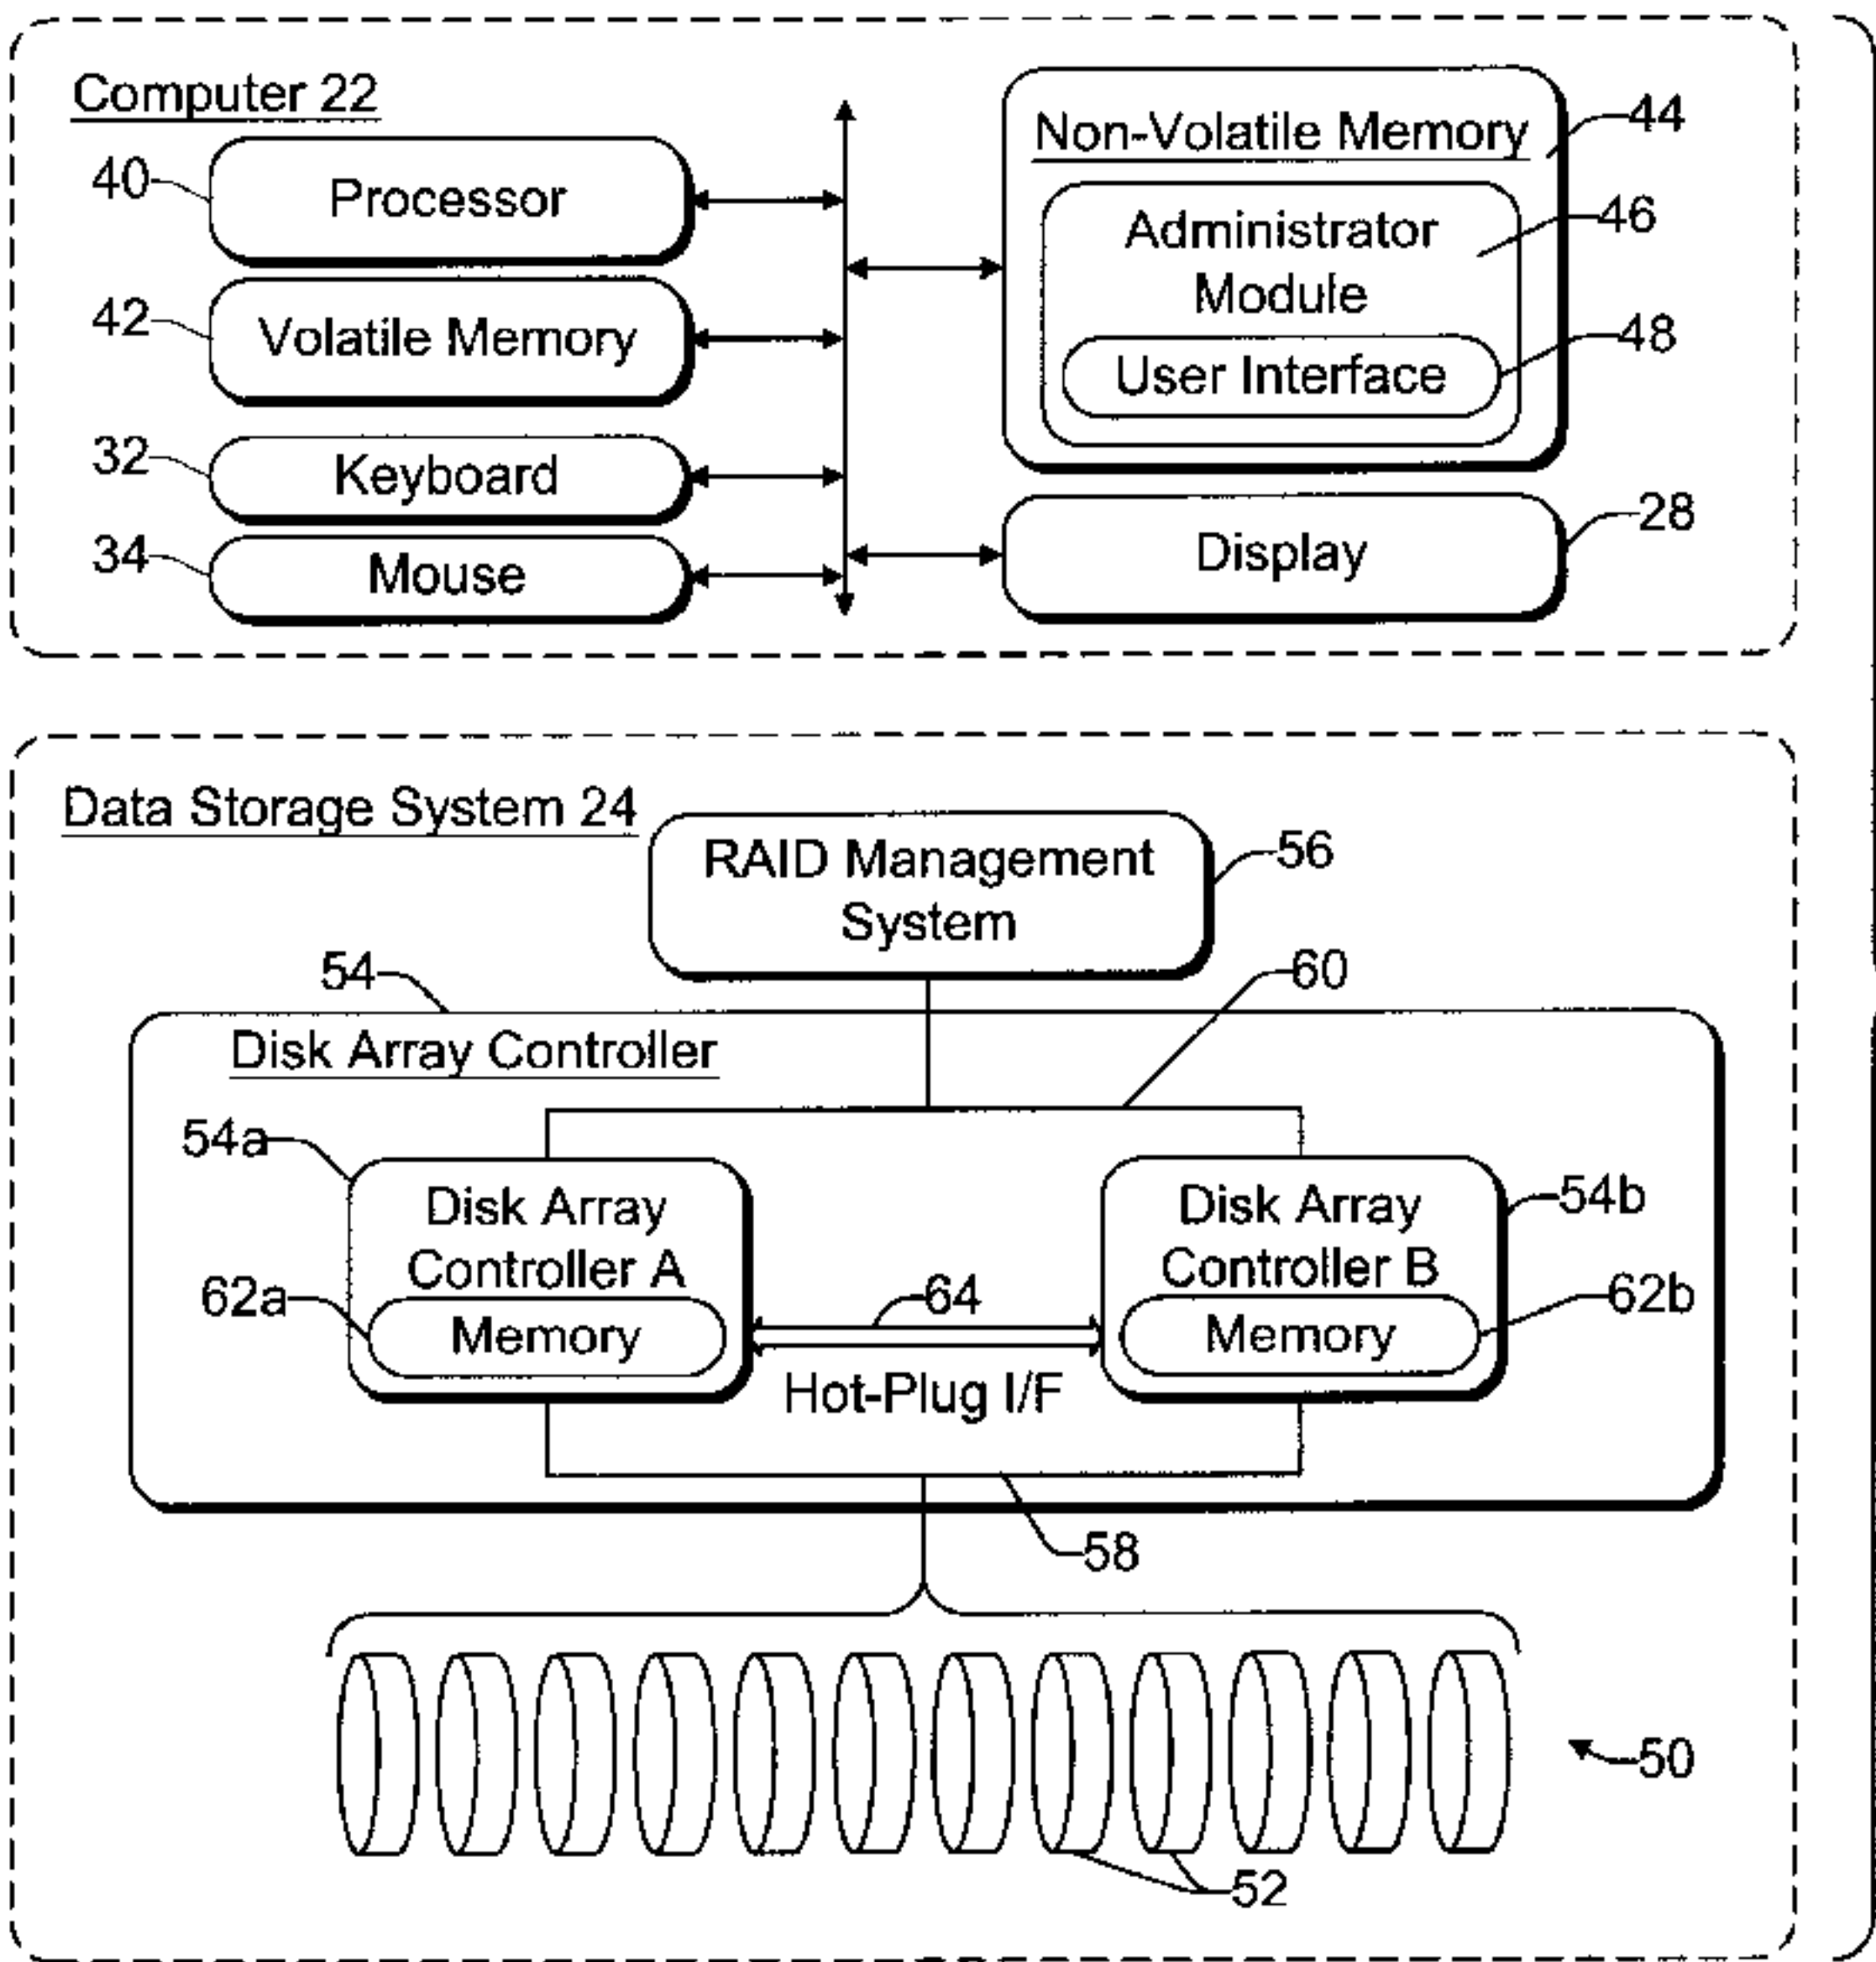 Computer 22
40
Processor
42
Volatile Memory
32
Keyboard
34
Mouse
Non-Volatile Memory
44
Administrator
Module
46
User Interface
48
Display
28
Data Storage System 24
RAID Management
System
56
54
60
Disk Array Controller
54a
Disk Array
Controller A
62a
Memory
64
Hot-Plug I/F
Disk Array
Controller B
54b
Memory
62b
58
50
52